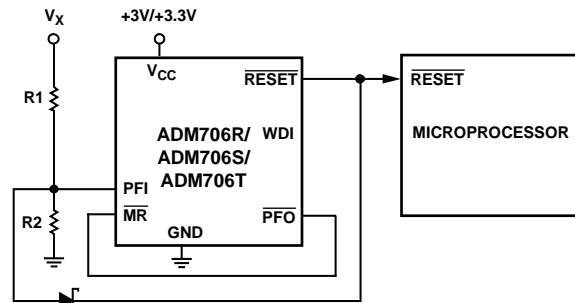 VX
+3V/+3.3V
R1
VCC
RESET
RESET
ADM706R/
ADM706S/
ADM706T
WDI
MICROPROCESSOR
PFI
R2
MR
PFO
GND